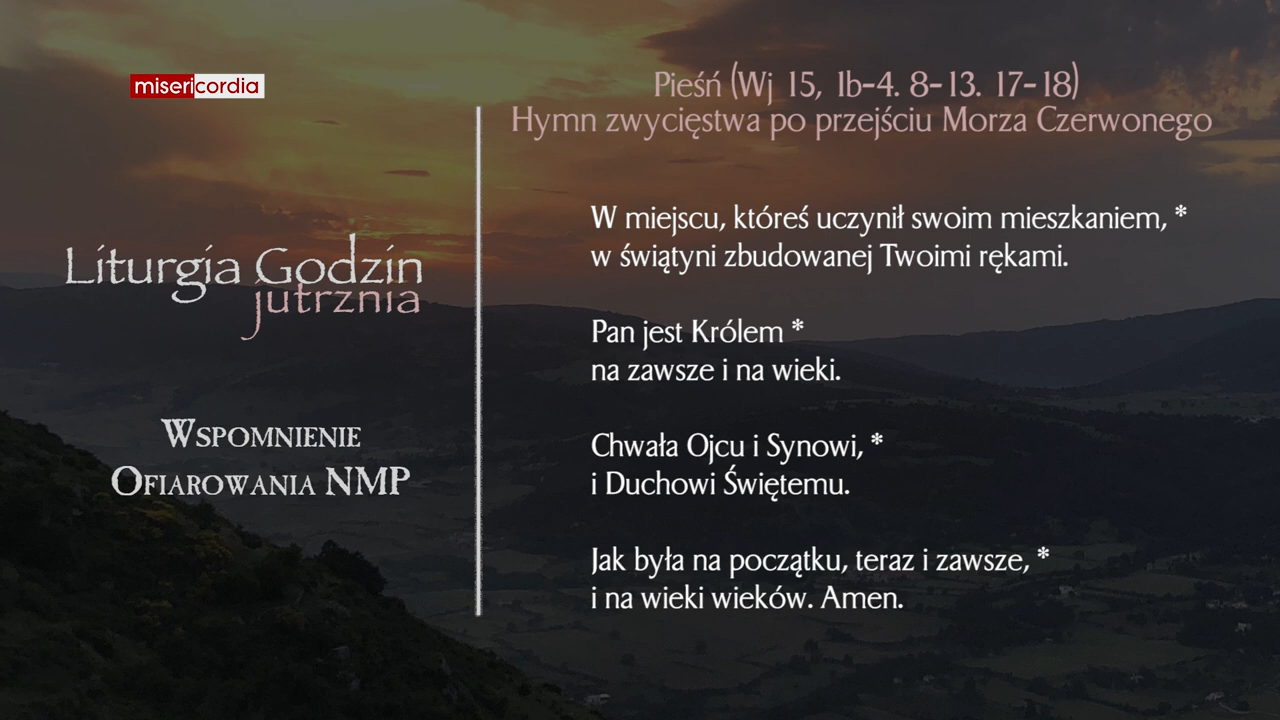 misericordia
Liturgia Godzin
jutrznia
Wspomnienie
Ofiarowania NMP
Pieśń (Wj 15, 1b-4. 8-13. 17-18)
Hymn zwycięstwa po przejściu Morza Czerwonego
W miejscu, któreś uczynił swoim mieszkaniem, *
w świątyni zbudowanej Twoimi rękami.
Pan jest Królem *
na zawsze i na wieki.
Chwała Ojcu i Synowi, *
i Duchowi Świętemu.
Jak była na początku, teraz i zawsze, *
i na wieki wieków. Amen.